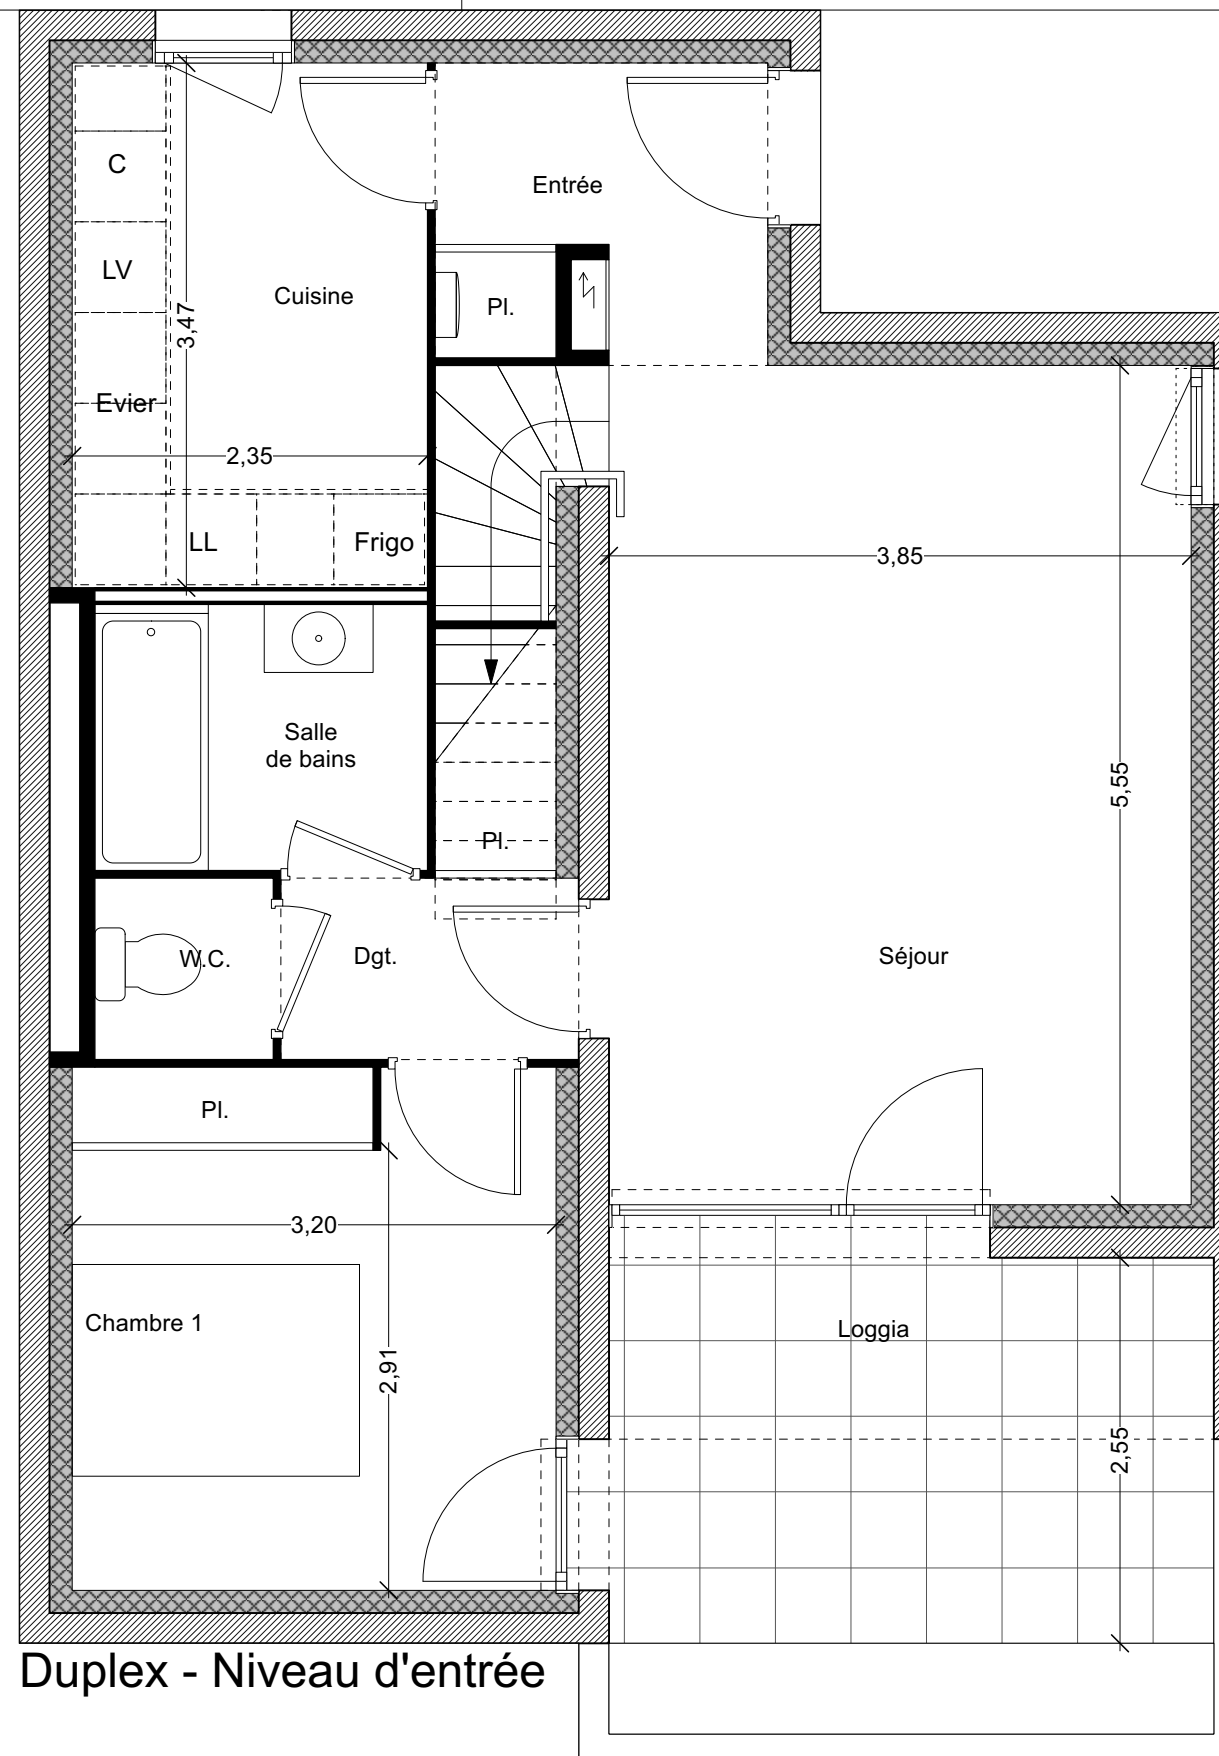 C
Entrée
LV
Cuisine
Pl.
3,47
Evier
2,35
LL
Frigo
3,85
Salle
de bains
5,55
Pl.
W.C.
Dgt.
Séjour
Pl.
3,20
Chambre 1
Loggia
2,91
2,55
Duplex - Niveau d'entrée